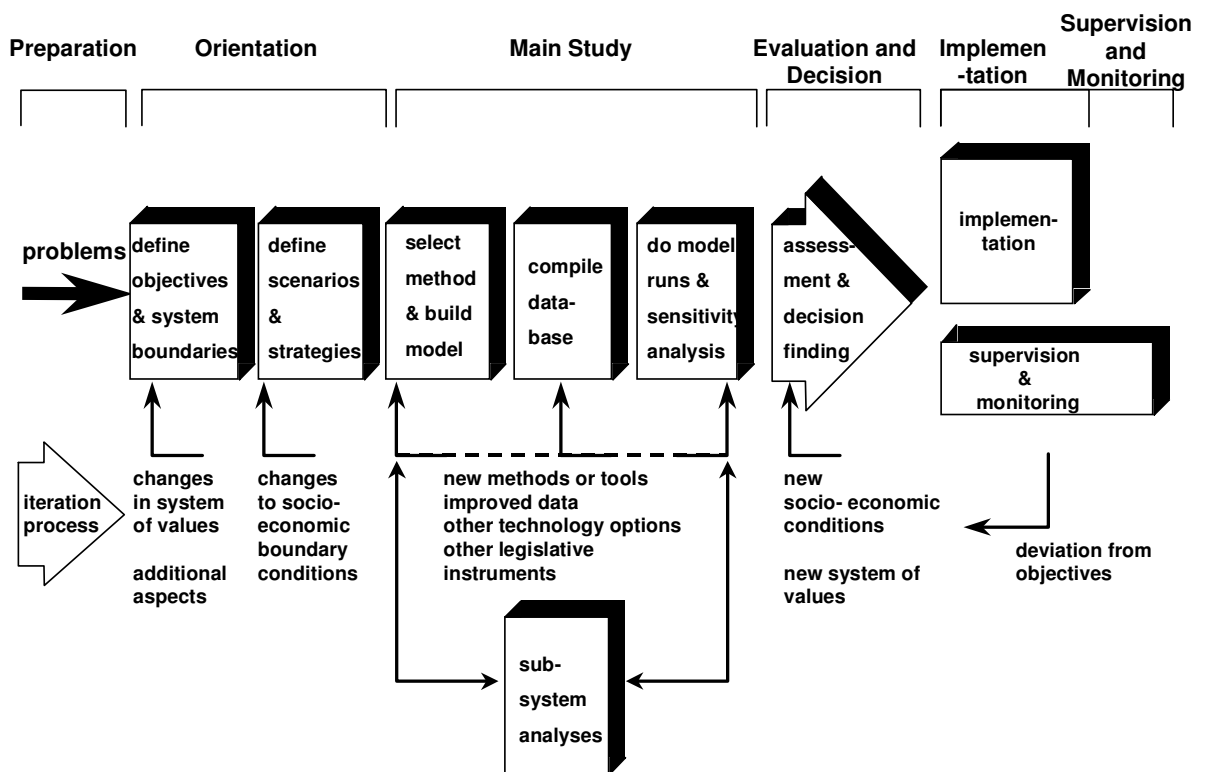 Preparation
Orientation
Main Study
Evaluation and
Decision
Implemen
-tation
Supervision
and
Monitoring
problems
define
objectives
& system
boundaries
define
scenarios
&
strategies
select
method
& build
model
compile
data-
base
do model
runs &
sensitivity
analysis
assess-
ment &
decision
finding
implemen-
tation
supervision
&
monitoring
iteration
process
changes
in system
of values
additional
aspects
changes
to socio-
economic
boundary
conditions
new methods or tools
improved data
other technology options
other legislative
instruments
new
socio- economic
conditions
new system of
values
deviation from
objectives
sub-
system
analyses